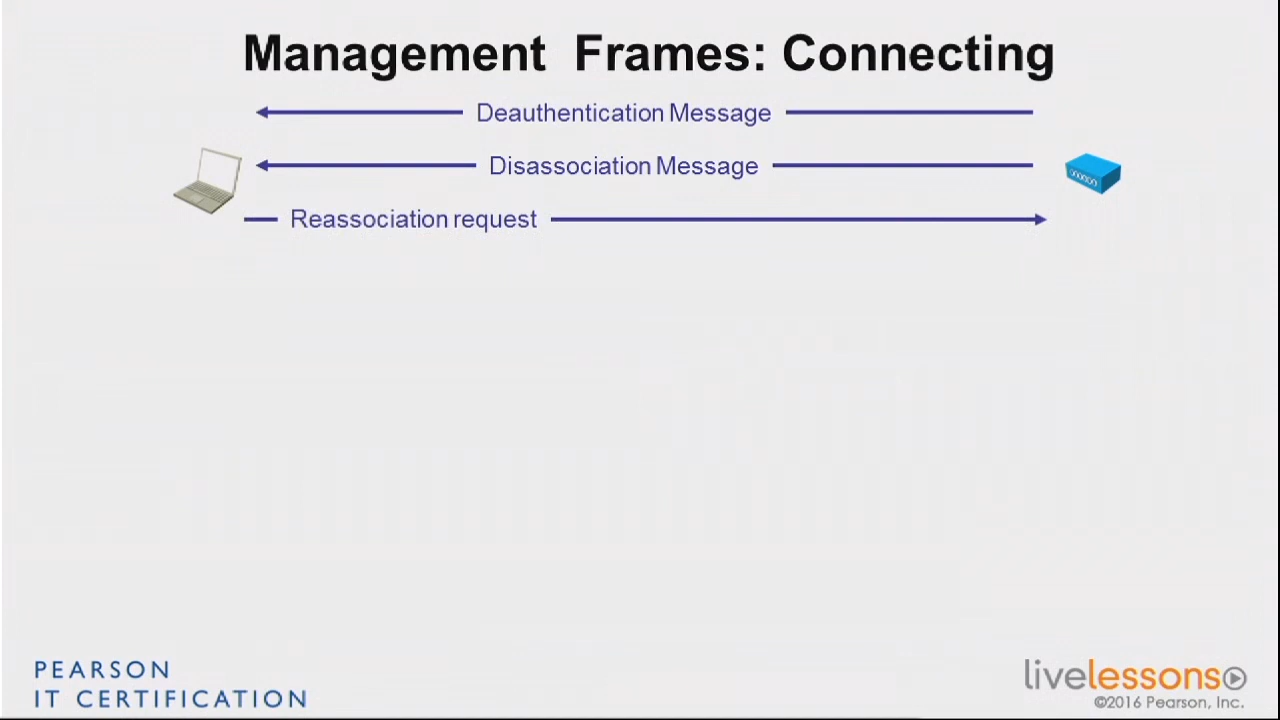 Management Frames: Connecting
Deauthentication Message
Disassociation Message
Reassociation request
PEARSON
IT CERTIFICATION
livelessons
©2016 Pearson, Inc.